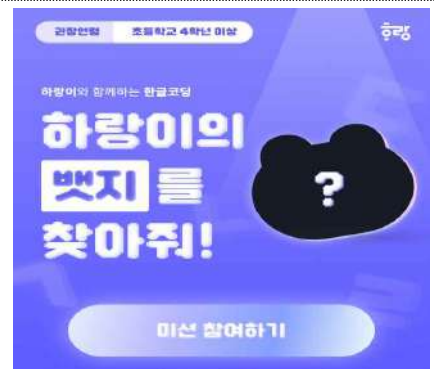 권장연령 초등학교 4학년 이상
하랑
하랑이와 함께하는 한글코딩
하랑이의
뱃지를
찾아줘!
?
미션 참여하기